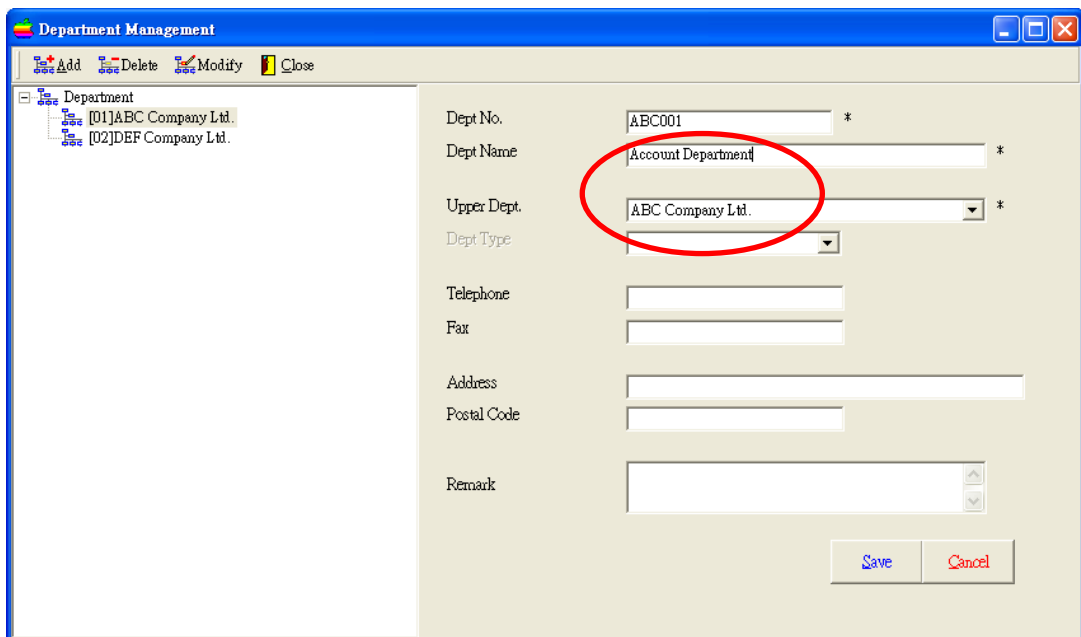 Department Management
Add Delete Modify Close
Department
[01]ABC Company Ltd.
[02]DEF Company Ltd.
Dept No. ABC001 *
Dept Name Account Department *
Upper Dept. ABC Company Ltd. *
Dept Type
Telephone
Fax
Address
Postal Code
Remark
Save Cancel